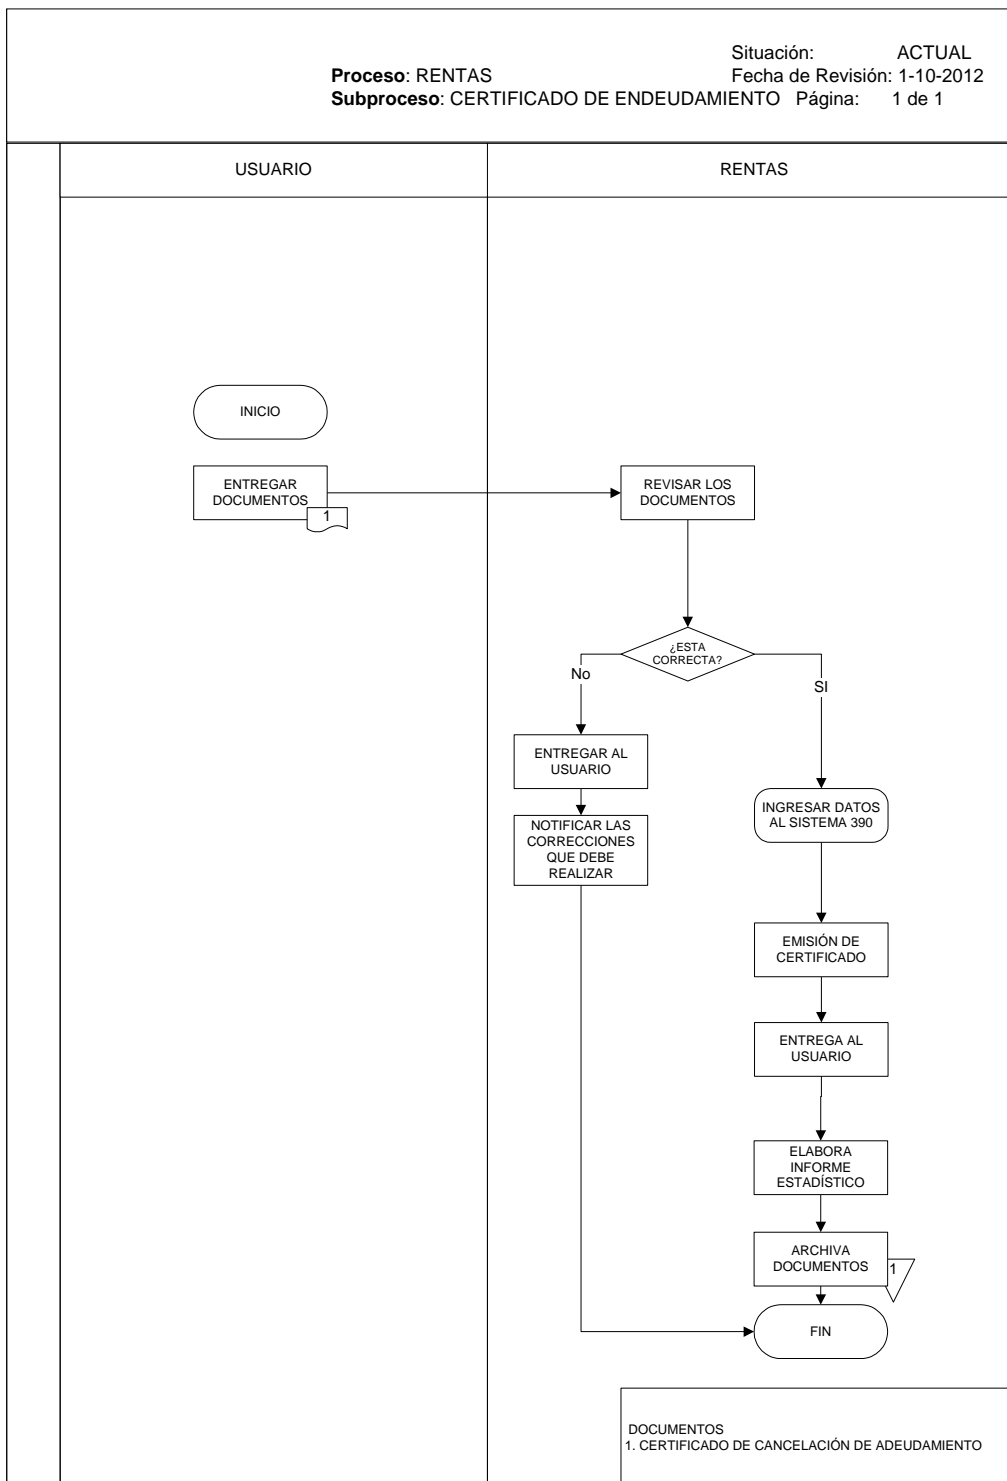 Situación: ACTUAL
Proceso: RENTAS Fecha de Revisión: 1-10-2012
Subproceso: CERTIFICADO DE ENDEUDAMIENTO Página: 1 de 1
USUARIO RENTAS
INICIO
ENTREGAR
DOCUMENTOS
1
REVISAR LOS
DOCUMENTOS
¿ESTA
CORRECTA?
No
SI
ENTREGAR AL
USUARIO
NOTIFICAR LAS
CORRECCIONES
QUE DEBE
REALIZAR
INGRESAR DATOS
AL SISTEMA 390
EMISIÓN DE
CERTIFICADO
ENTREGA AL
USUARIO
ELABORA
INFORME
ESTADÍSTICO
ARCHIVA
DOCUMENTOS
1
FIN
DOCUMENTOS
1. CERTIFICADO DE CANCELACIÓN DE ADEUDAMIENTO